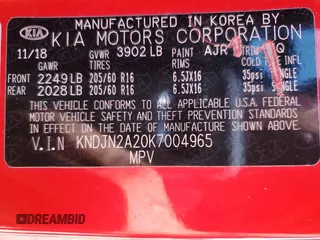 MANUFACTURED IN KOREA BY
KIA KIA MOTORS CORPORATION
11/18 GVWR 3902 LB PAINT AJR
GAWR TIRES RIMS COLD
FRONT 2249 LB 205/60 R16 6.5JX16 35psi SINGLE
REAR 2028 LB 205/60 R16 6.5JX16 35psi SINGLE
THIS VEHICLE CONFORMS TO ALL APPLICABLE U.S.A. FEDERAL
MOTOR VEHICLE SAFETY AND THEFT PREVENTION STANDARDS IN
EFFECT ON THE DATE OF MANUFACTURE SHOWN ABOVE.
V.I.N KNDJN2A20K7004965
MPV
DREAMBID